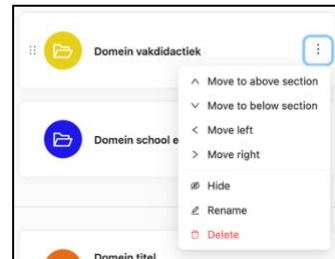 Domein vakdidactiek
Move to above section
Move to below section
Domein school e
Move left
Move right
Hide
Rename
Delete
Domein titel